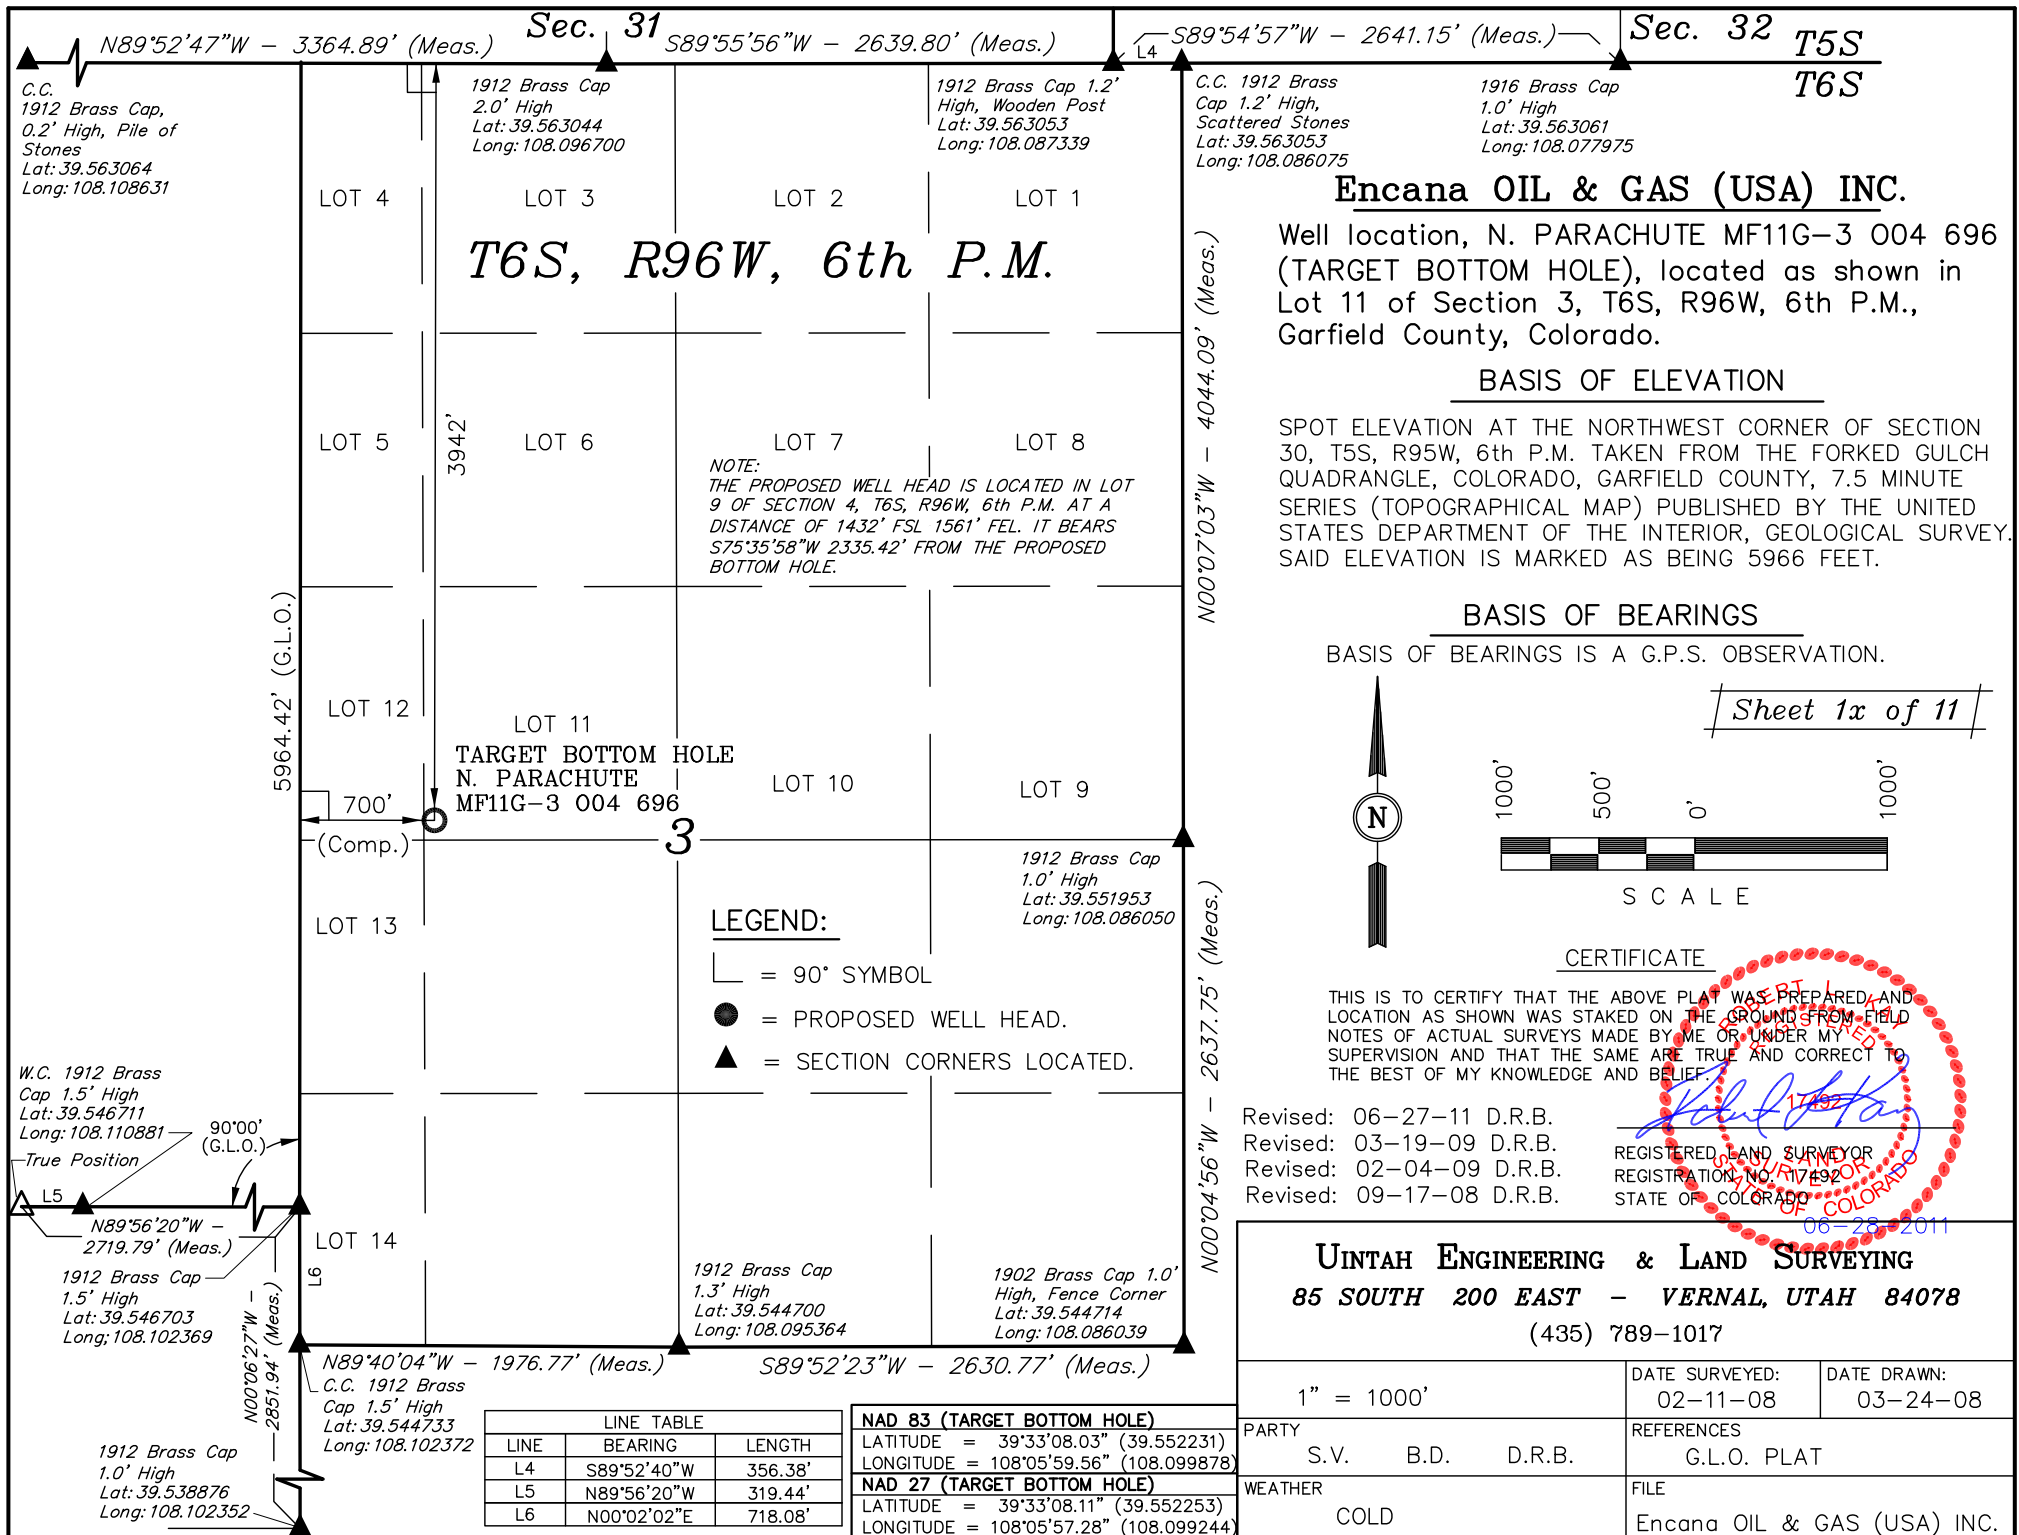 N89°52'47"W – 3364.89' (Meas.)
Sec. 31
S89°55'56"W – 2639.80' (Meas.)
L4
S89°54'57"W – 2641.15' (Meas.)
Sec. 32
T5S
T6S
C.C.
1912 Brass Cap,
0.2' High, Pile of
Stones
Lat: 39.563064
Long: 108.108631
1912 Brass Cap
2.0' High
Lat: 39.563044
Long: 108.096700
1912 Brass Cap 1.2'
High, Wooden Post
Lat: 39.563053
Long: 108.087339
C.C. 1912 Brass
Cap 1.2' High,
Scattered Stones
Lat: 39.563053
Long: 108.086075
1916 Brass Cap
1.0' High
Lat: 39.563061
Long: 108.077975
LOT 4
LOT 3
LOT 2
LOT 1
T6S, R96W, 6th P.M.
Encana OIL & GAS (USA) INC.
Well location, N. PARACHUTE MF11G–3 O04 696
(TARGET BOTTOM HOLE), located as shown in
Lot 11 of Section 3, T6S, R96W, 6th P.M.,
Garfield County, Colorado.
BASIS OF ELEVATION
SPOT ELEVATION AT THE NORTHWEST CORNER OF SECTION
30, T5S, R95W, 6th P.M. TAKEN FROM THE FORKED GULCH
QUADRANGLE, COLORADO, GARFIELD COUNTY, 7.5 MINUTE
SERIES (TOPOGRAPHICAL MAP) PUBLISHED BY THE UNITED
STATES DEPARTMENT OF THE INTERIOR, GEOLOGICAL SURVEY.
SAID ELEVATION IS MARKED AS BEING 5966 FEET.
BASIS OF BEARINGS
BASIS OF BEARINGS IS A G.P.S. OBSERVATION.
Sheet 1x of 11
N00°07'03"W – 4044.09' (Meas.)
3942'
LOT 5
LOT 6
LOT 7
LOT 8
NOTE:
THE PROPOSED WELL HEAD IS LOCATED IN LOT
9 OF SECTION 4, T6S, R96W, 6th P.M. AT A
DISTANCE OF 1432' FSL 1561' FEL. IT BEARS
S75°35'58"W 2335.42' FROM THE PROPOSED
BOTTOM HOLE.
5964.42' (G.L.O.)
LOT 12
LOT 11
TARGET BOTTOM HOLE
N. PARACHUTE
MF11G–3 O04 696
LOT 10
LOT 9
700'
(Comp.)
3
N
1000'
500'
0'
1000'
SCALE
1912 Brass Cap
1.0' High
Lat: 39.551953
Long: 108.086050
LOT 13
LEGEND:
= 90° SYMBOL
= PROPOSED WELL HEAD.
= SECTION CORNERS LOCATED.
N00°04'56"W – 2637.75' (Meas.)
CERTIFICATE
THIS IS TO CERTIFY THAT THE ABOVE PLAT WAS PREPARED AND
LOCATION AS SHOWN WAS STAKED ON THE GROUND FROM FIELD
NOTES OF ACTUAL SURVEYS MADE BY ME OR UNDER MY
SUPERVISION AND THAT THE SAME ARE TRUE AND CORRECT TO
THE BEST OF MY KNOWLEDGE AND BELIEF.
ROBERT L. KAY
REGISTERED
17492
LAND
SURVEYOR
STATE OF COLORADO
Robert L. Kay
REGISTERED LAND SURVEYOR
REGISTRATION NO. 17492
STATE OF COLORADO
06–28–2011
Revised: 06–27–11 D.R.B.
Revised: 03–19–09 D.R.B.
Revised: 02–04–09 D.R.B.
Revised: 09–17–08 D.R.B.
W.C. 1912 Brass
Cap 1.5' High
Lat: 39.546711
Long: 108.110881
True Position
90°00'
(G.L.O.)
L5
N89°56'20"W –
2719.79' (Meas.)
1912 Brass Cap
1.5' High
Lat: 39.546703
Long; 108.102369
LOT 14
L6
N00°06'27"W –
2851.94' (Meas.)
1912 Brass Cap
1.3' High
Lat: 39.544700
Long: 108.095364
1902 Brass Cap 1.0'
High, Fence Corner
Lat: 39.544714
Long: 108.086039
N89°40'04"W – 1976.77' (Meas.)
S89°52'23"W – 2630.77' (Meas.)
C.C. 1912 Brass
Cap 1.5' High
Lat: 39.544733
Long: 108.102372
1912 Brass Cap
1.0' High
Lat: 39.538876
Long: 108.102352
LINE TABLE
LINE BEARING LENGTH
L4 S89°52'40"W 356.38'
L5 N89°56'20"W 319.44'
L6 N00°02'02"E 718.08'
NAD 83 (TARGET BOTTOM HOLE)
LATITUDE = 39°33'08.03" (39.552231)
LONGITUDE = 108°05'59.56" (108.099878)
NAD 27 (TARGET BOTTOM HOLE)
LATITUDE = 39°33'08.11" (39.552253)
LONGITUDE = 108°05'57.28" (108.099244)
UINTAH ENGINEERING & LAND SURVEYING
85 SOUTH 200 EAST – VERNAL, UTAH 84078
(435) 789–1017
1" = 1000'
DATE SURVEYED:
02–11–08
DATE DRAWN:
03–24–08
PARTY
S.V. B.D. D.R.B.
REFERENCES
G.L.O. PLAT
WEATHER
COLD
FILE
Encana OIL & GAS (USA) INC.